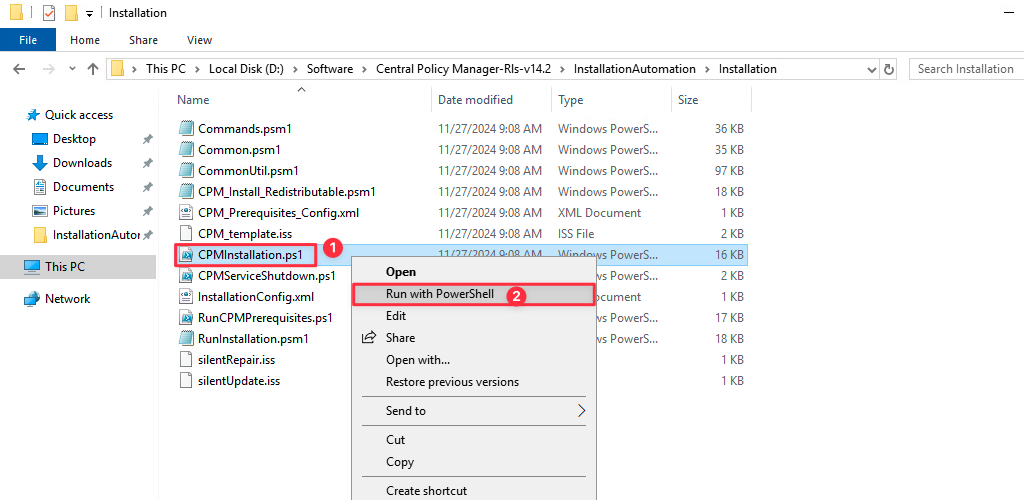 Installation
File Home Share View
This PC Local Disk (D:) Software Central Policy Manager-Rls-v14.2 InstallationAutomation Installation Search Installation
Name Date modified Type Size
Quick access
Desktop
Downloads
Documents
Pictures
InstallationAutor
This PC
Network
Commands.psm1 11/27/2024 9:08 AM Windows PowerS... 36 KB
Common.psm1 11/27/2024 9:08 AM Windows PowerS... 35 KB
CommonUtil.psm1 11/27/2024 9:08 AM Windows PowerS... 97 KB
CPM_Install_Redistributable.psm1 11/27/2024 9:08 AM Windows PowerS... 18 KB
CPM_Prerequisites_Config.xml 11/27/2024 9:08 AM XML Document 1 KB
CPM_template.iss 11/27/2024 9:08 AM ISS File 2 KB
CPMInstallation.ps1 1 11/27/2024 9:08 AM Windows PowerS... 16 KB
CPMServiceShutdown.ps1 ws PowerS... 2 KB
InstallationConfig.xml ocument 1 KB
RunCPMPrerequisites.ps1 ws PowerS... 17 KB
RunInstallation.psm1 ws PowerS... 18 KB
silentRepair.iss 1 KB
silentUpdate.iss 1 KB
Open
Run with PowerShell 2
Edit
Share
Open with...
Restore previous versions
Send to
Cut
Copy
Create shortcut